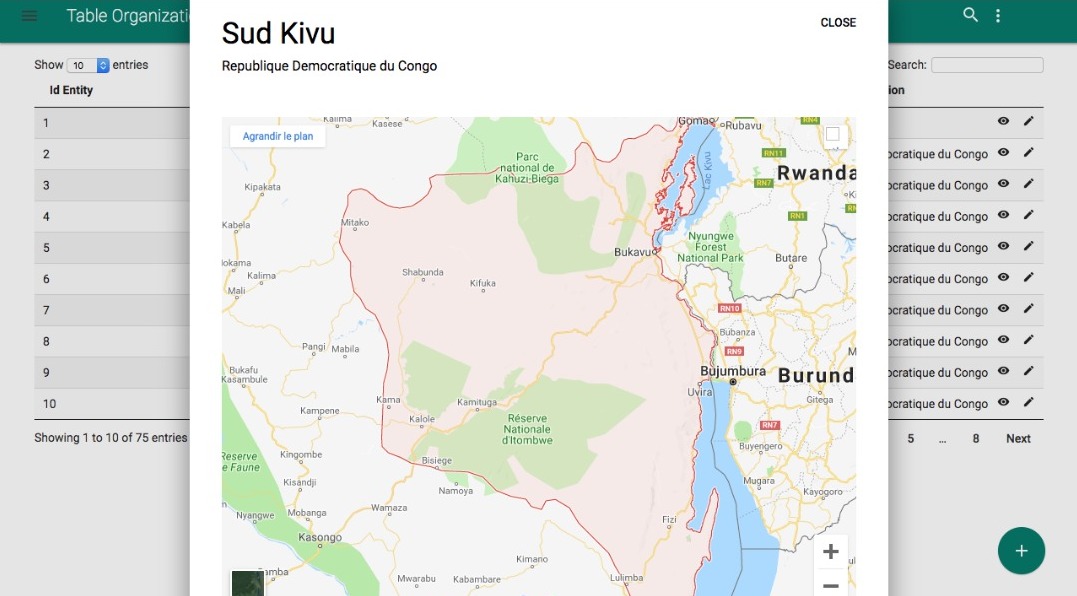 Table Organizati
Sud Kivu
CLOSE
Republique Democratique du Congo
Show 10 entries
Search:
Id Entity
ion
1
2
ocratique du Congo
3
ocratique du Congo
4
ocratique du Congo
5
ocratique du Congo
6
ocratique du Congo
7
ocratique du Congo
8
ocratique du Congo
9
ocratique du Congo
10
ocratique du Congo
Showing 1 to 10 of 75 entries
5 … 8 Next
Agrandir le plan
Kalima
Kasese
Goma
Rubavu
RN4
RN11
Parc
national de
Kahuzi-Biega
Lac Kivu
Rwanda
RN7
Kipakata
RN1
Kabela
Mitako
Nyungwe
Forest
National Park
Bukavu
Butare
Kalima
Mali
Shabunda
Kifuka
RN10
Bubanza
Pangi
Mabila
RN9
Bukafu
Kasambule
Bujumbura
Burund
Uvira
Kama
Kamituga
Gitega
Kampene
Kalole
Réserve
Nationale
d'Itombwe
RN7
Buyengero
Reserve
de Faune
Kingombe
Bisiege
Kisandji
Namoya
Mugara
Kayogoro
Nyangwe
Mobanga
Wamaza
Fizi
Kasongo
Kimano
Mwarabu
Kabambare
Lulimba